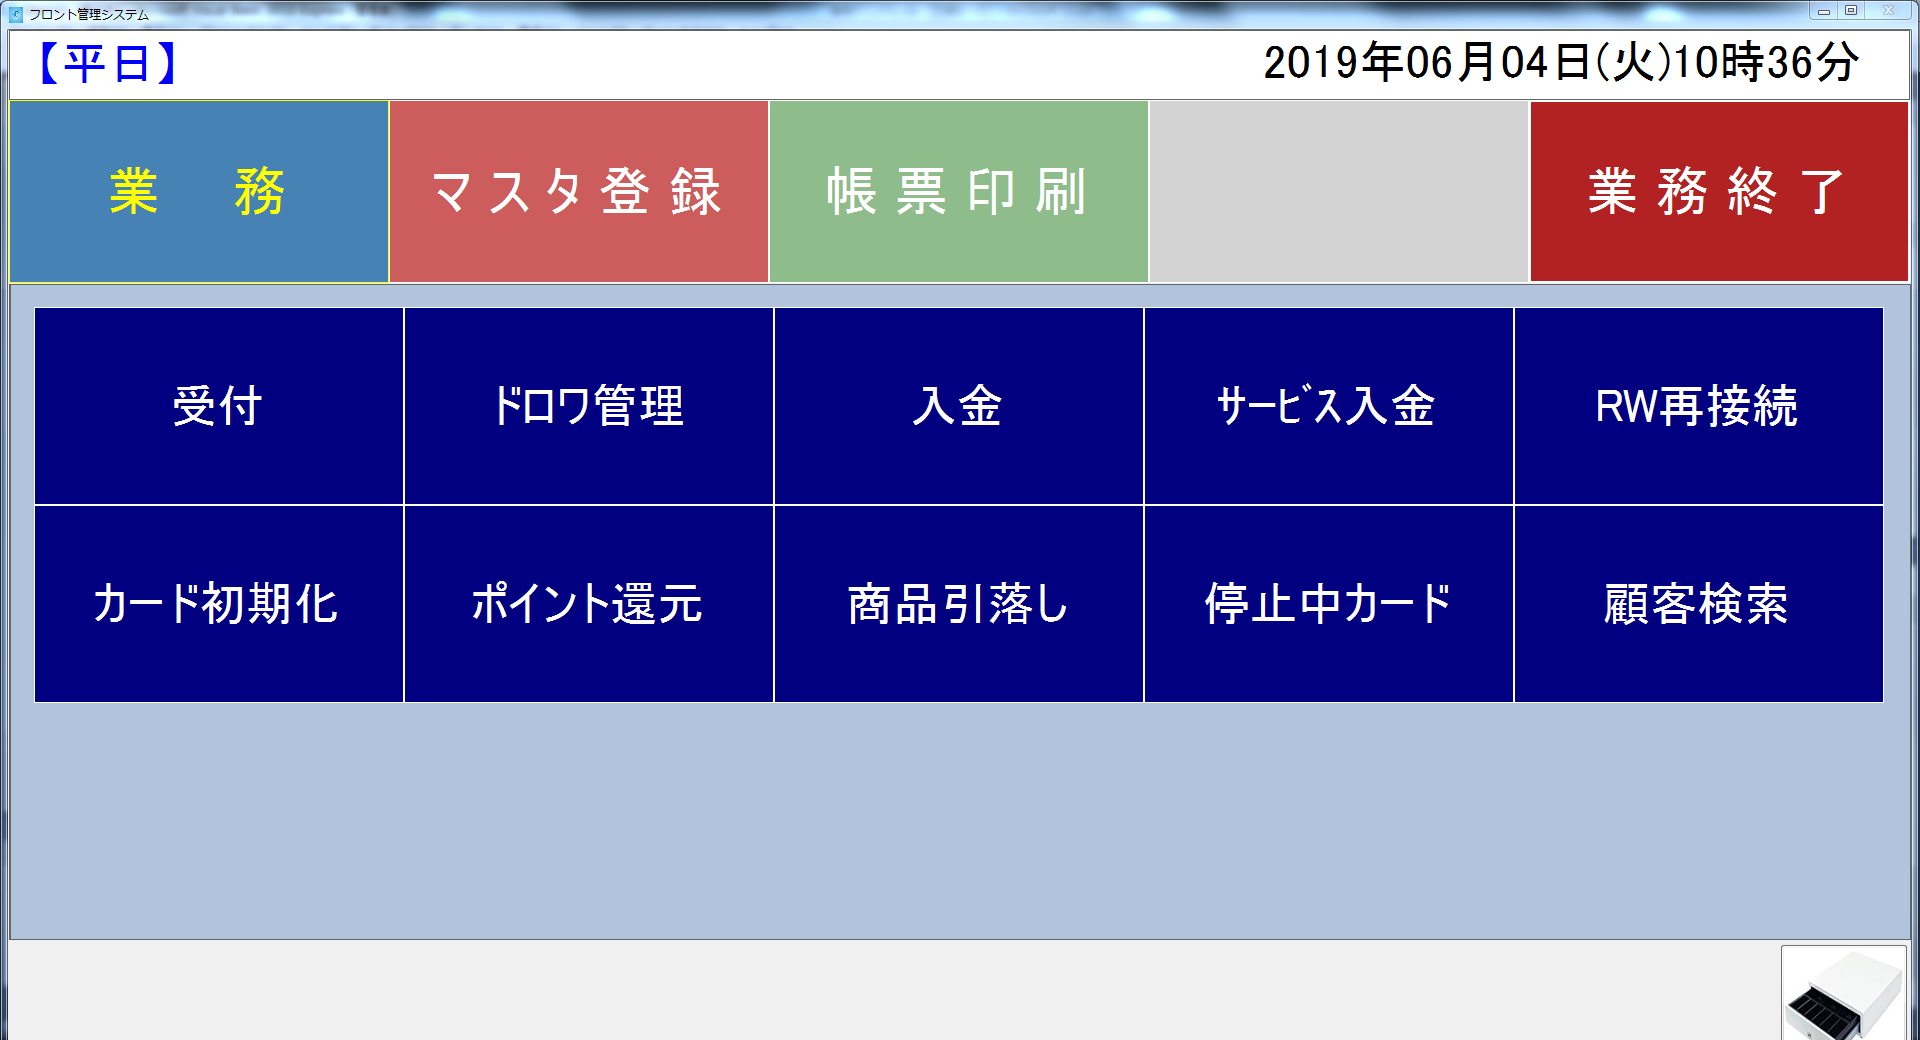 フロント管理システム
【平日】
2019年06月04日(火)10時36分
業　務
マスタ登録
帳票印刷
業務終了
受付
ドロワ管理
入金
ｻｰﾋﾞｽ入金
RW再接続
カード初期化
ポイント還元
商品引落し
停止中カード
顧客検索